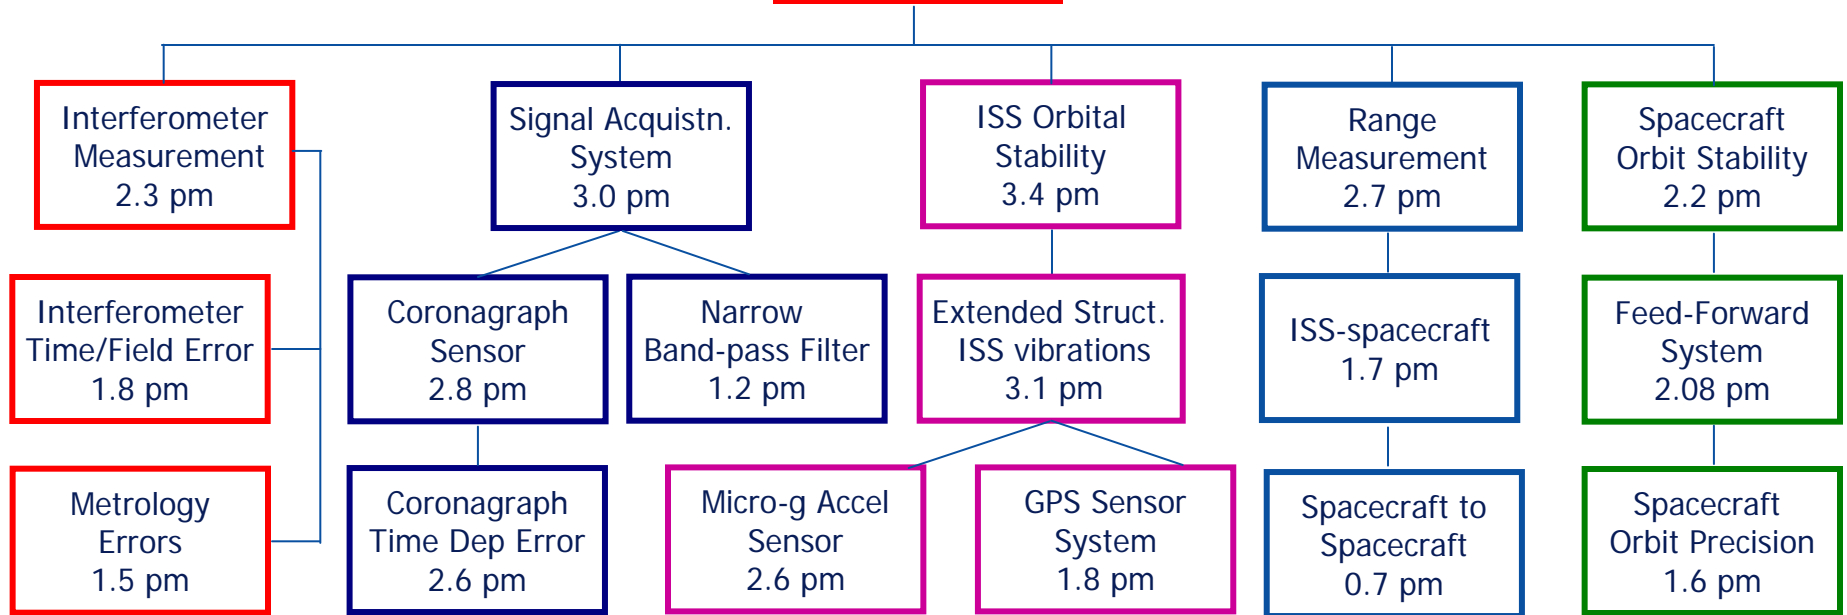 Interferometer
Measurement
2.3 pm
Signal Acquistn.
System
3.0 pm
ISS Orbital
Stability
3.4 pm
Range
Measurement
2.7 pm
Spacecraft
Orbit Stability
2.2 pm
Interferometer
Time/Field Error
1.8 pm
Coronagraph
Sensor
2.8 pm
Narrow
Band-pass Filter
1.2 pm
Extended Struct.
ISS vibrations
3.1 pm
ISS-spacecraft
1.7 pm
Feed-Forward
System
2.08 pm
Metrology
Errors
1.5 pm
Coronagraph
Time Dep Error
2.6 pm
Micro-g Accel
Sensor
2.6 pm
GPS Sensor
System
1.8 pm
Spacecraft to
Spacecraft
0.7 pm
Spacecraft
Orbit Precision
1.6 pm